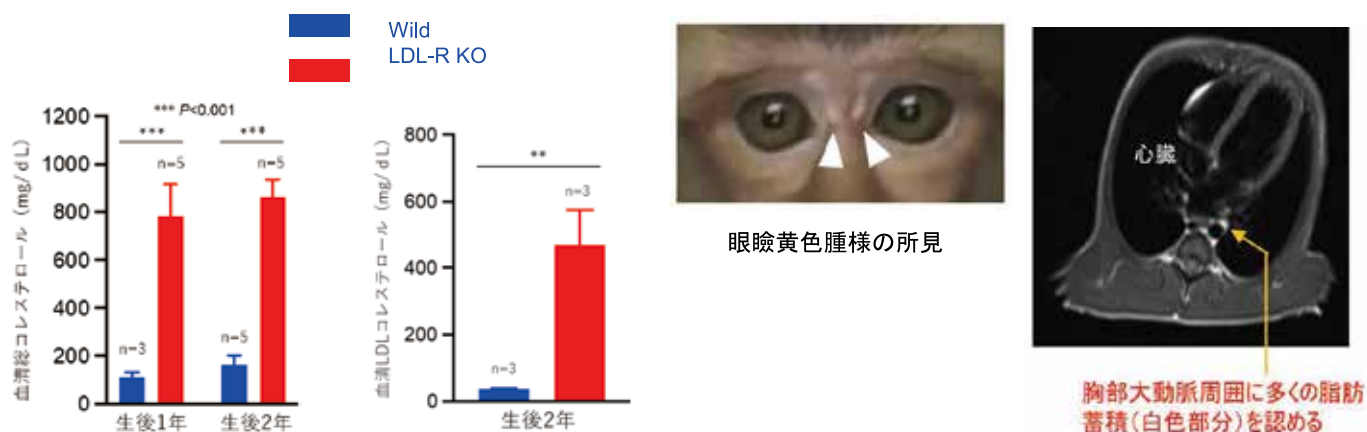 Wild
LDL-R KO
*** P<0.001
血清総コレステロール (mg/dL)
1200
1000
800
600
400
200
0
***
***
n=3
n=5
n=5
n=5
生後1年
生後2年
血清LDLコレステロール (mg/dL)
800
600
400
200
0
**
n=3
n=3
生後2年
眼瞼黄色腫様の所見
心臓
胸部大動脈周囲に多くの脂肪
蓄積(白色部分)を認める